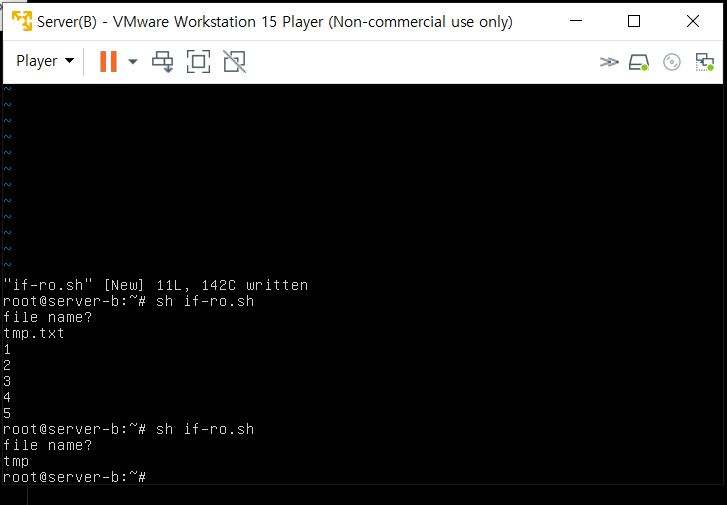 Server(B) - VMware Workstation 15 Player (Non-commercial use only)
Player
~
~
~
~
~
~
~
~
~
~
~
~
"if-ro.sh" [New] 11L, 142C written
root@server-b:~# sh if-ro.sh
file name?
tmp.txt
1
2
3
4
5
root@server-b:~# sh if-ro.sh
file name?
tmp
root@server-b:~#